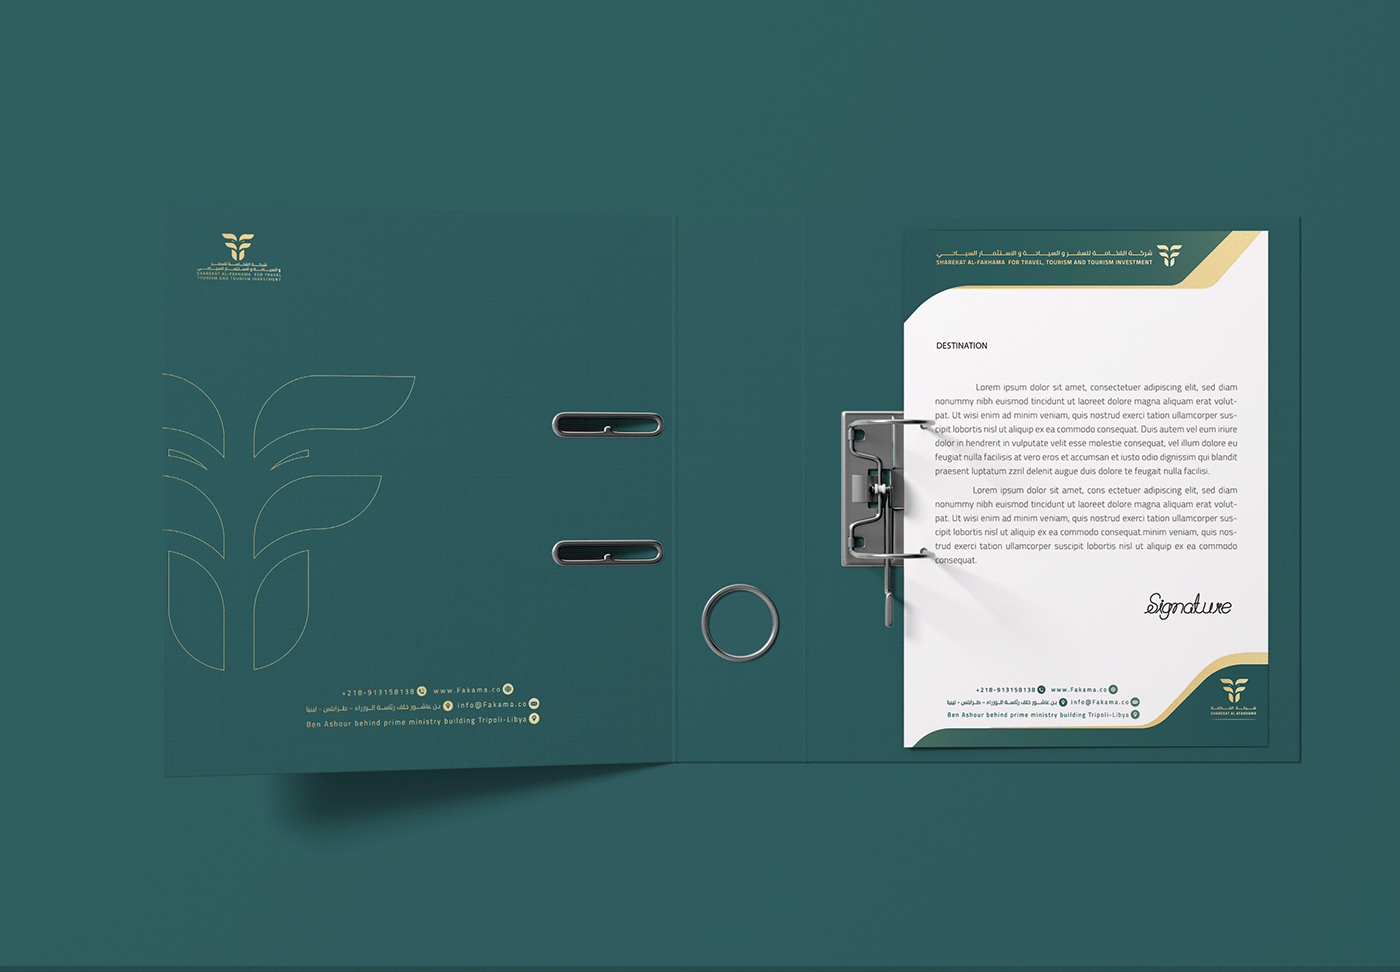 شركة الفخامة للسفر
و السياحة و الاستثمار السياحي
SHAREKAT AL-FAKHAMA FOR TRAVEL
TOURISM AND TOURISM INVESTMENT
+218-913158138 www.Fakama.co
بن عاشور خلف رئاسة الوزراء - طرابلس - ليبيا info@Fakama.co
Ben Ashour behind prime ministry building Tripoli-Libya
شركة الفخامة للسفر و السياحة و الاستثمار السياحي
SHAREKAT AL-FAKHAMA FOR TRAVEL, TOURISM AND TOURISM INVESTMENT
DESTINATION
Lorem ipsum dolor sit amet, consectetuer adipiscing elit, sed diam
nonummy nibh euismod tincidunt ut laoreet dolore magna aliquam erat volut-
pat. Ut wisi enim ad minim veniam, quis nostrud exerci tation ullamcorper sus-
cipit lobortis nisl ut aliquip ex ea commodo consequat. Duis autem vel eum iriure
dolor in hendrerit in vulputate velit esse molestie consequat, vel illum dolore eu
feugiat nulla facilisis at vero eros et accumsan et iusto odio dignissim qui blandit
praesent luptatum zzril delenit augue duis dolore te feugait nulla facilisi.
Lorem ipsum dolor sit amet, cons ectetuer adipiscing elit, sed diam
nonummy nibh euismod tincidunt ut laoreet dolore magna aliquam erat volut-
pat. Ut wisi enim ad minim veniam, quis nostrud exerci tation ullamcorper sus-
cipit lobortis nisl ut aliquip ex ea commodo consequat.minim veniam, quis nos-
trud exerci tation ullamcorper suscipit lobortis nisl ut aliquip ex ea commodo
consequat.
Signature
+218-913158138 www.Fakama.co
بن عاشور خلف رئاسة الوزراء - طرابلس - ليبيا info@Fakama.co
Ben Ashour behind prime ministry building Tripoli-Libya
شركة الفخامة
SHAREKAT AL AFAKHAMA